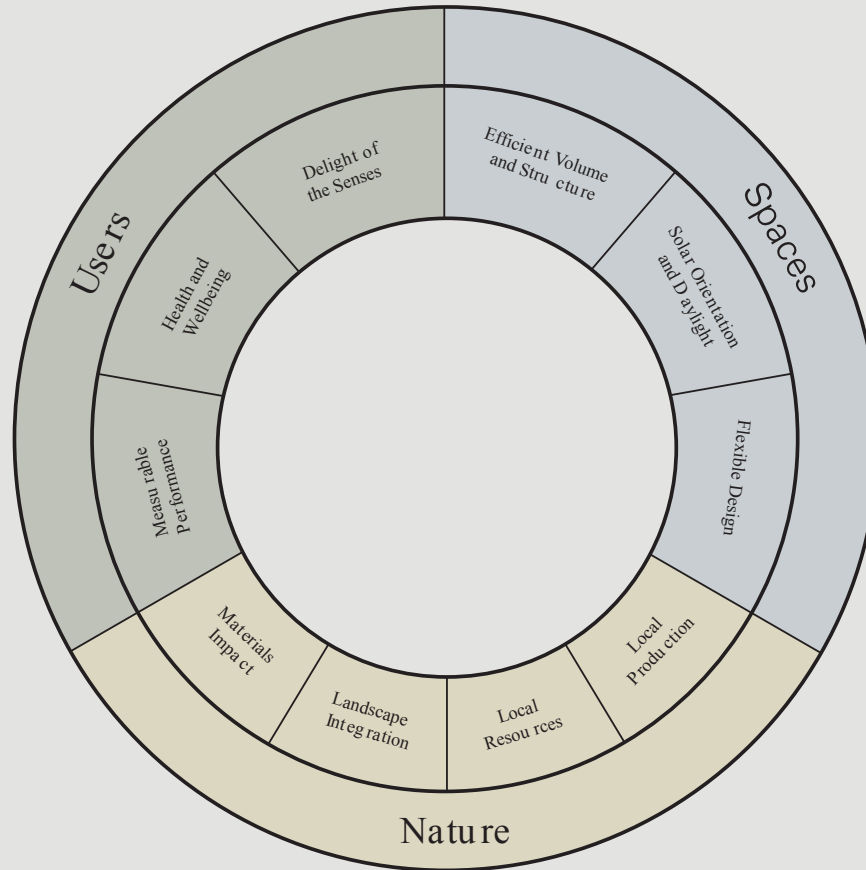 Users
Delight of
the Senses
Health and
Wellbeing
Measurable
Performance
Spaces
Efficient Volume
and Structure
Solar Orientation
and Daylight
Flexible Design
Nature
Materials
Impact
Landscape
Integration
Local
Resources
Local
Production